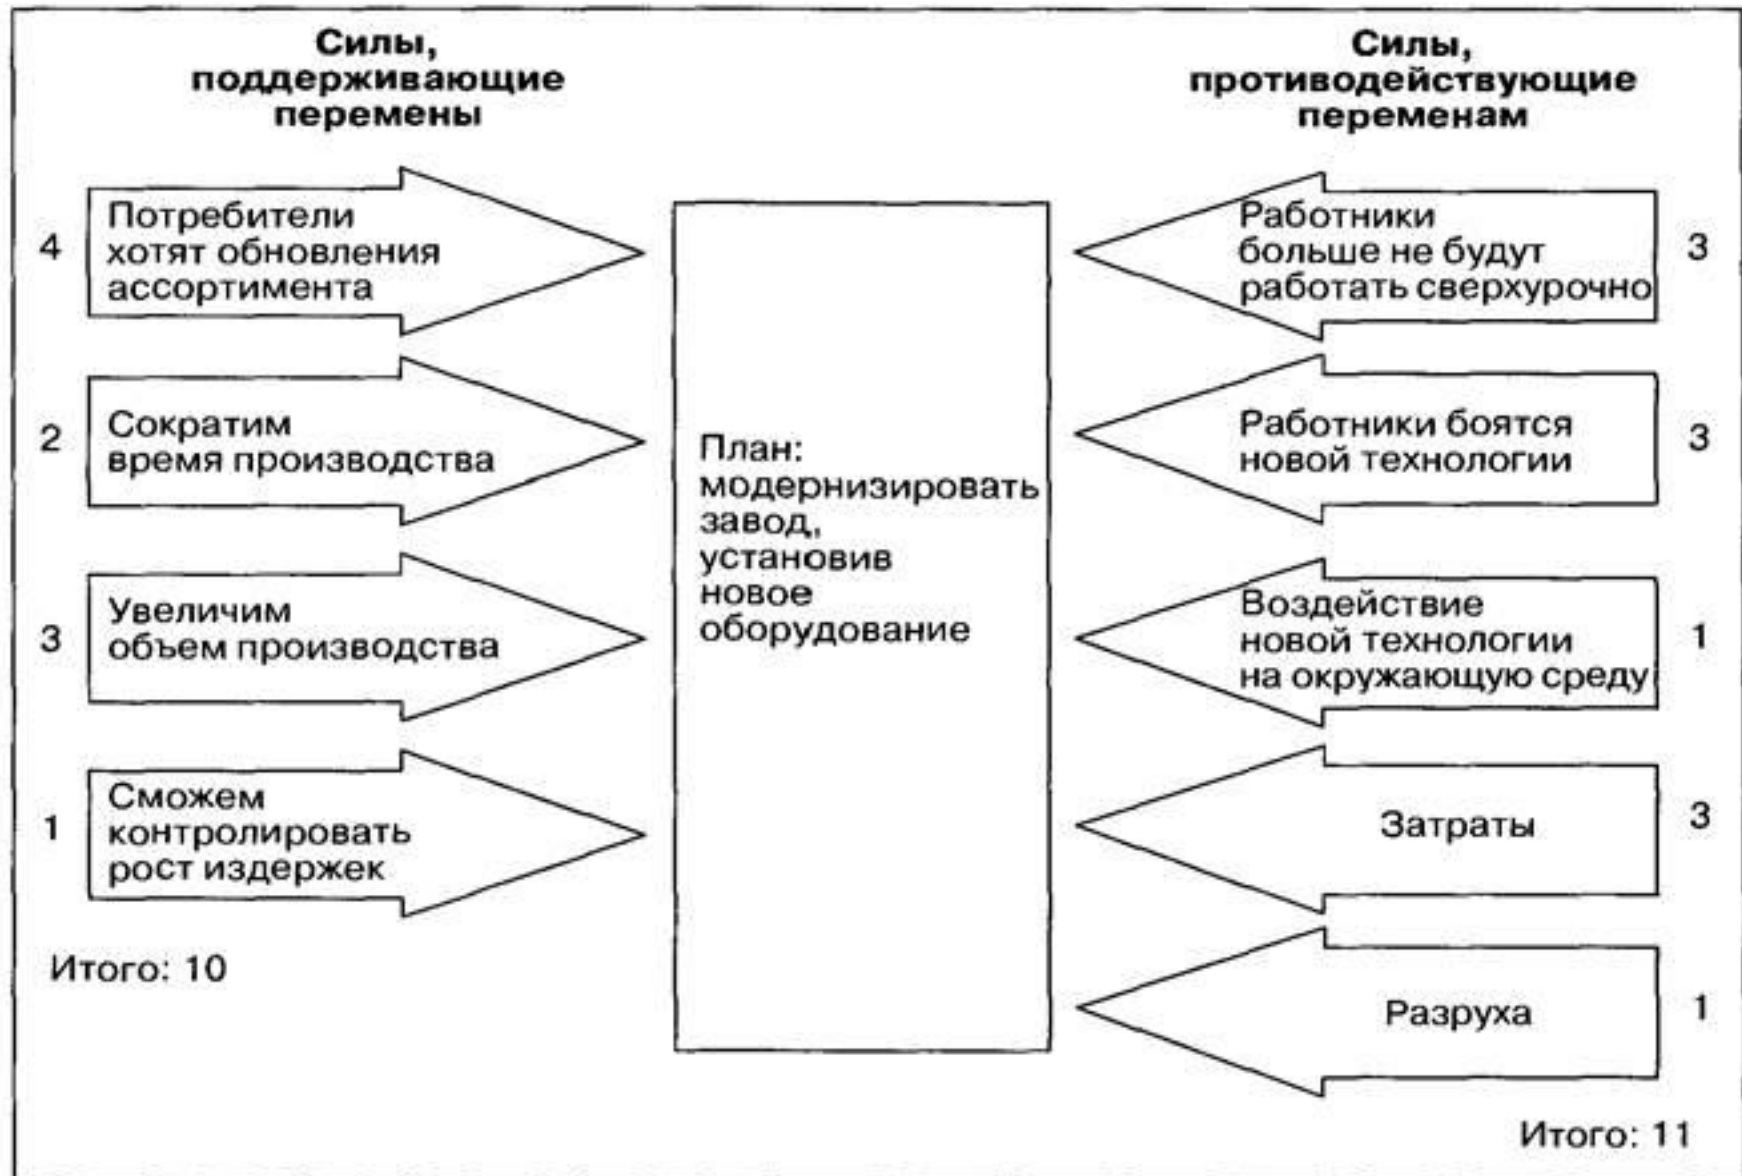 Силы,
поддерживающие
перемены
4
Потребители
хотят обновления
ассортимента
2
Сократим
время производства
3
Увеличим
объем производства
1
Сможем
контролировать
рост издержек
Итого: 10
План:
модернизировать
завод,
установив
новое
оборудование
Силы,
противодействующие
переменам
Работники
больше не будут
работать сверхурочно
3
Работники боятся
новой технологии
3
Воздействие
новой технологии
на окружающую среду
1
Затраты
3
Разруха
1
Итого: 11